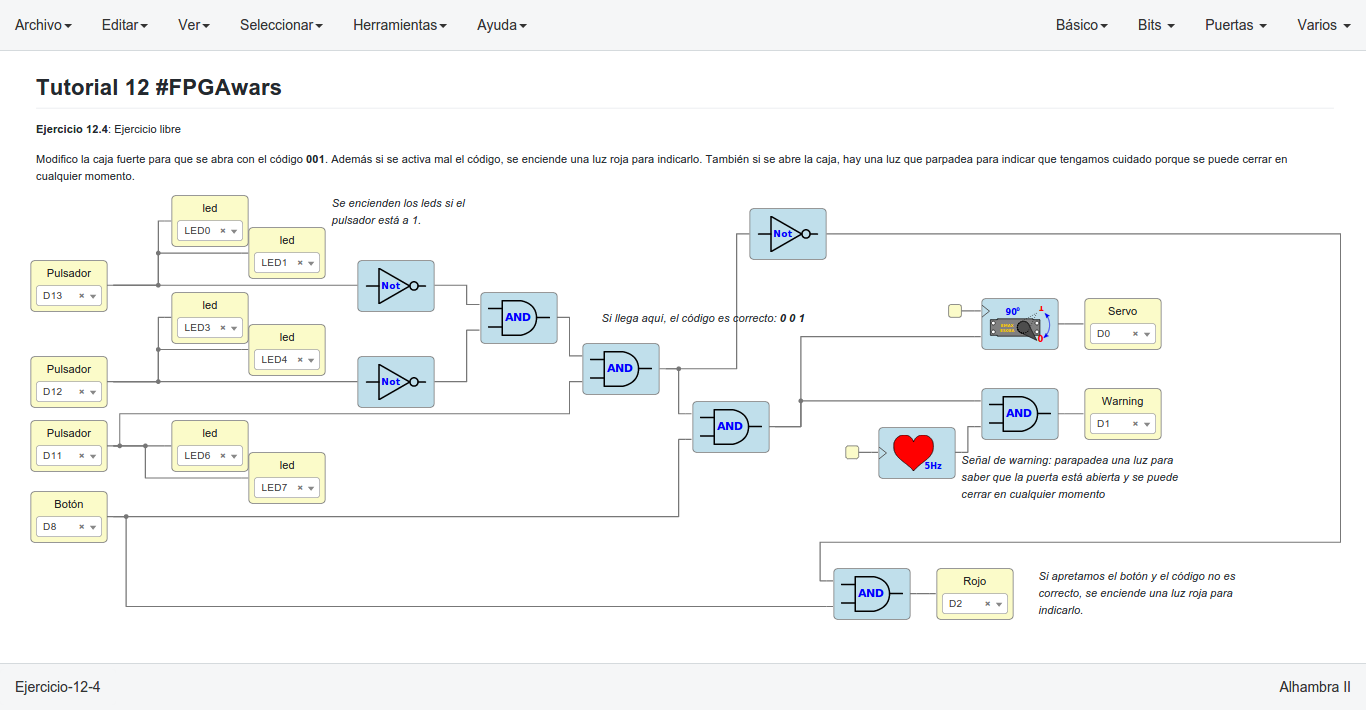 Archivo Editar Ver Seleccionar Herramientas Ayuda Básico Bits Puertas Varios
Tutorial 12 #FPGAwars
Ejercicio 12.4: Ejercicio libre
Modifico la caja fuerte para que se abra con el código 001. Además si se activa mal el código, se enciende una luz roja para indicarlo. También si se abre la caja, hay una luz que parpadea para indicar que tengamos cuidado porque se puede cerrar en
cualquier momento.
led
LED0
Se encienden los leds si el
pulsador está a 1.
led
LED1
Pulsador
D13
Not
led
LED3
led
LED4
AND
Pulsador
D12
Not
Si llega aqui, el código es correcto: 0 0 1
AND
Not
90º
1
0
Servo
D0
Pulsador
D11
led
LED6
led
LED7
AND
AND
Warning
D1
5Hz
Señal de warning: parapadea una luz para
saber que la puerta está abierta y se puede
cerrar en cualquier momento
Botón
D8
AND
Rojo
D2
Si apretamos el botón y el código no es
correcto, se enciende una luz roja para
indicarlo.
Ejercicio-12-4 Alhambra II